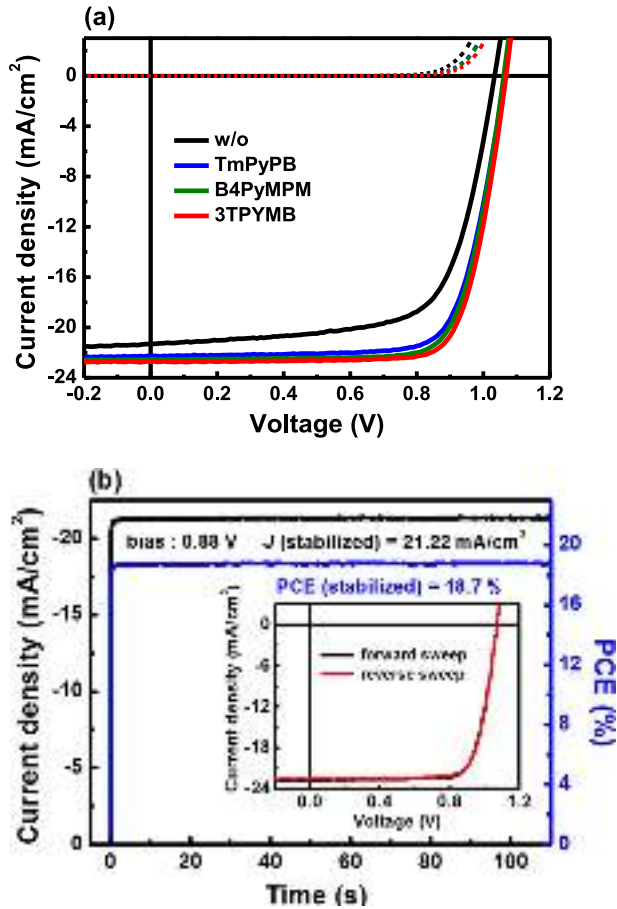 (a)
Current density (mA/cm²)
0
-4
-8
-12
-16
-20
-24
w/o
TmPyPB
B4PyMPM
3TPYMB
-0.2 0.0 0.2 0.4 0.6 0.8 1.0 1.2
Voltage (V)
(b)
Current density (mA/cm²)
-20
-15
-10
-5
0
bias : 0.88 V J (stabilized) = 21.22 mA/cm²
PCE (stabilized) = 18.7 %
Current density (mA/cm²)
0
-6
-12
-18
-24
forward sweep
reverse sweep
0.0 0.4 0.8 1.2
Voltage (V)
PCE (%)
20
16
12
8
4
0
0 20 40 60 80 100
Time (s)